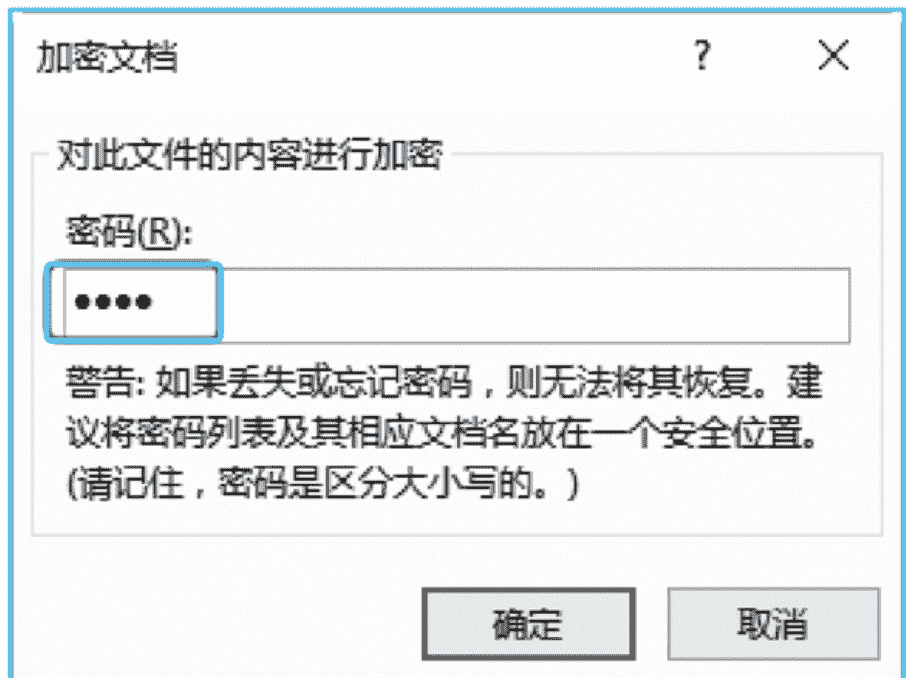 加密文档
?
对此文件的内容进行加密
密码(R):
••••
警告: 如果丢失或忘记密码，则无法将其恢复。建
议将密码列表及其相应文档名放在一个安全位置。
(请记住，密码是区分大小写的。)
确定
取消